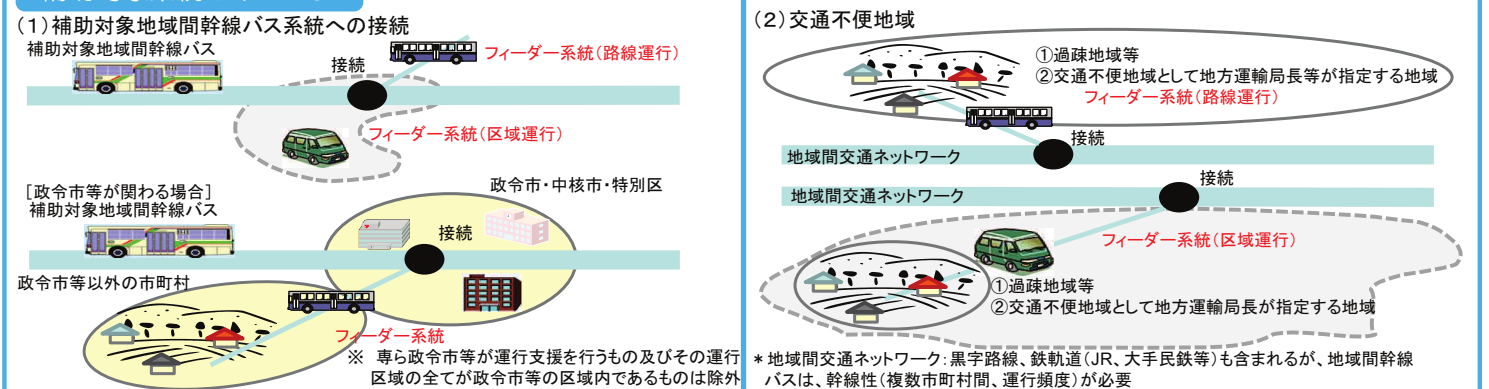 (1)補助対象地域間幹線バス系統への接続
補助対象地域間幹線バス
接続
フィーダー系統(路線運行)
フィーダー系統(区域運行)
[政令市等が関わる場合]
補助対象地域間幹線バス
政令市・中核市・特別区
接続
政令市等以外の市町村
フィーダー系統
※ 専ら政令市等が運行支援を行うもの及びその運行
区域の全てが政令市等の区域内であるものは除外
(2)交通不便地域
①過疎地域等
②交通不便地域として地方運輸局長等が指定する地域
フィーダー系統(路線運行)
接続
地域間交通ネットワーク
地域間交通ネットワーク
接続
フィーダー系統(区域運行)
①過疎地域等
②交通不便地域として地方運輸局長が指定する地域
*地域間交通ネットワーク:黒字路線、鉄軌道(JR、大手民鉄等)も含まれるが、地域間幹線
バスは、幹線性(複数市町村間、運行頻度)が必要